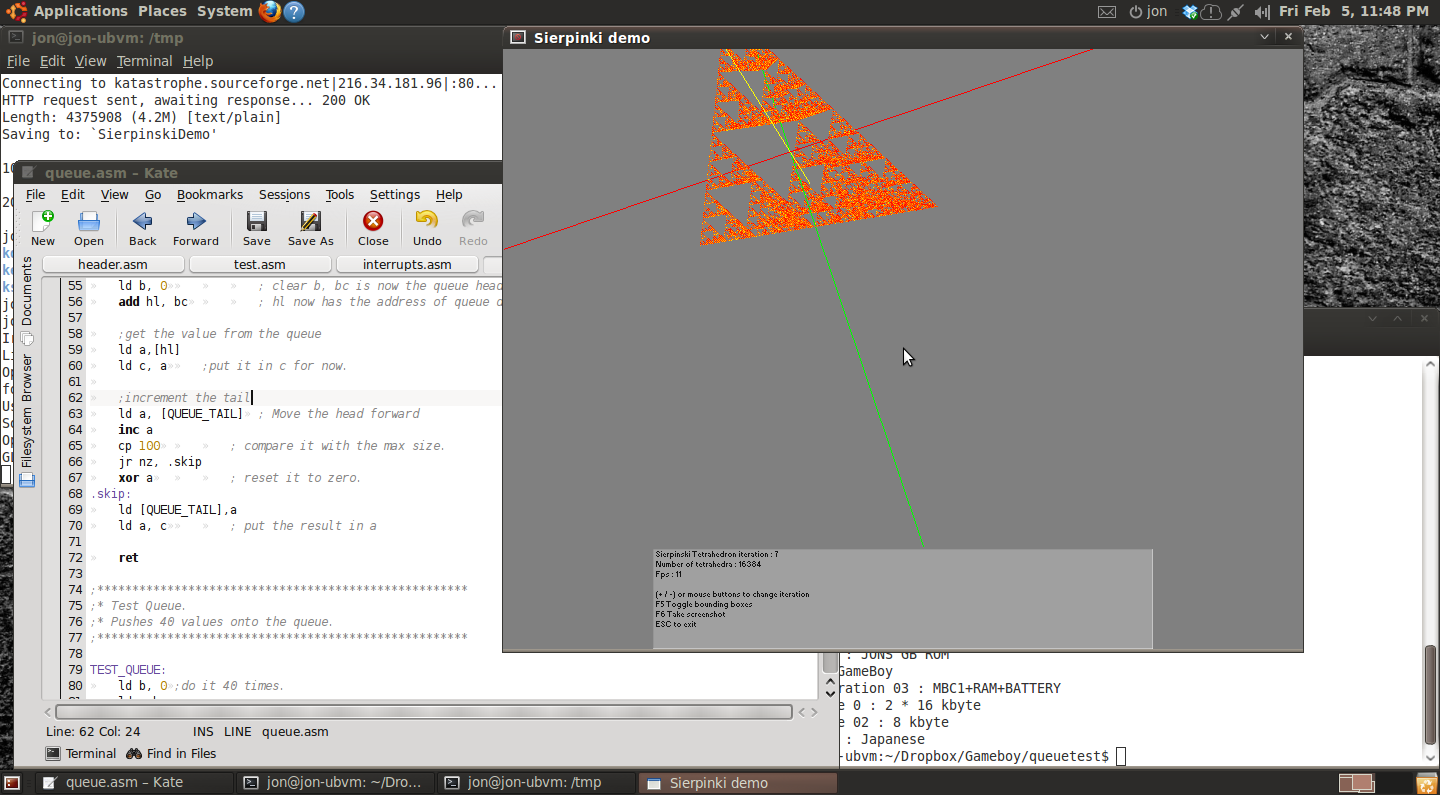 Applications Places System
jon
Fri Feb 5, 11:48 PM
jon@jon-ubvm: /tmp
File Edit View Terminal Help
Connecting to katastrophe.sourceforge.net|216.34.181.96|:80...
HTTP request sent, awaiting response... 200 OK
Length: 4375908 (4.2M) [text/plain]
Saving to: `SierpinskiDemo'
queue.asm – Kate
File Edit View Go Bookmarks Sessions Tools Settings Help
New Open Back Forward Save Save As Close Undo Redo
header.asm test.asm interrupts.asm
Documents
Filesystem Browser
55 ld b, 0 ; clear b, bc is now the queue head
56 add hl, bc ; hl now has the address of queue
57
58 ;get the value from the queue
59 ld a,[hl]
60 ld c, a ;put it in c for now.
61
62 ;increment the tail
63 ld a, [QUEUE_TAIL] ; Move the head forward
64 inc a
65 cp 100 ; compare it with the max size.
66 jr nz, .skip
67 xor a ; reset it to zero.
68 .skip:
69 ld [QUEUE_TAIL],a
70 ld a, c ; put the result in a
71
72 ret
73
74 ;*****************************************************
75 ;* Test Queue.
76 ;* Pushes 40 values onto the queue.
77 ;*****************************************************
78
79 TEST_QUEUE:
80 ld b, 0 ;do it 40 times.
Line: 62 Col: 24 INS LINE queue.asm
Terminal Find in Files
Sierpinki demo
Sierpinski Tetrahedron iteration : 7
Number of tetrahedra : 16384
Fps : 11
(+ / -) or mouse buttons to change iteration
F5 Toggle bounding boxes
F6 Take screenshot
ESC to exit
: JONS GB ROM
GameBoy
ration 03 : MBC1+RAM+BATTERY
e 0 : 2 * 16 kbyte
e 02 : 8 kbyte
: Japanese
-ubvm:~/Dropbox/Gameboy/queuetest$
queue.asm – Kate
jon@jon-ubvm: ~/Dro...
jon@jon-ubvm: /tmp
Sierpinki demo